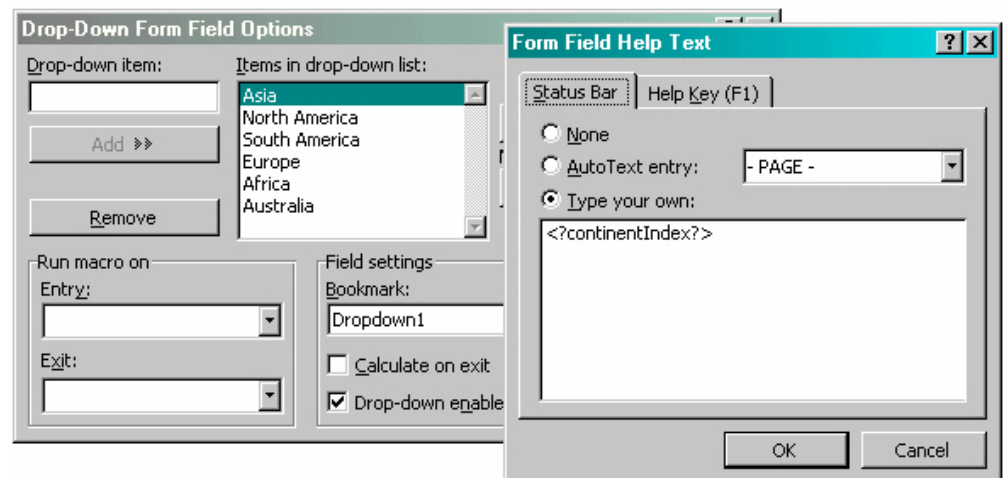 Drop-Down Form Field Options
Drop-down item:
Items in drop-down list:
Add
Remove
Asia
North America
South America
Europe
Africa
Australia
Run macro on
Entry:
Exit:
Field settings
Bookmark:
Dropdown1
Calculate on exit
Drop-down enable
Form Field Help Text
Status Bar
Help Key (F1)
None
AutoText entry:
- PAGE -
Type your own:
<?continentIndex?>
OK
Cancel